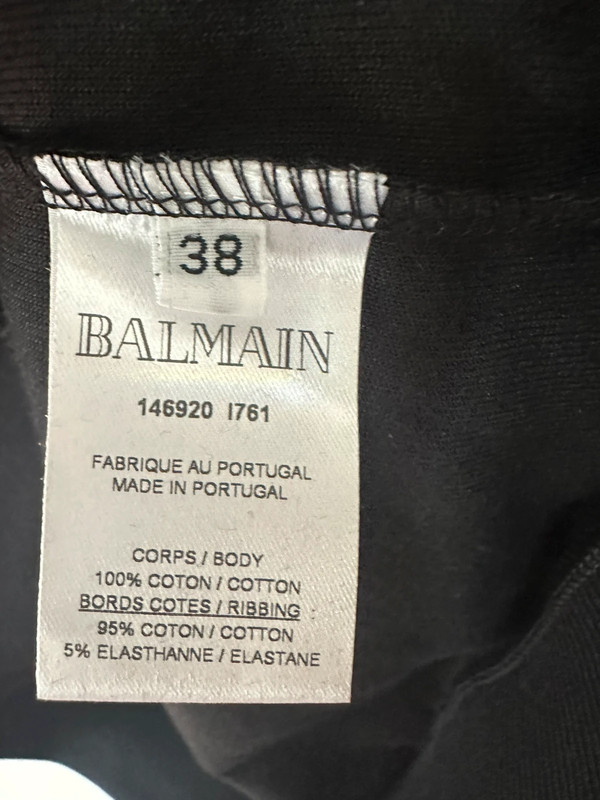 38
BALMAIN
146920 I761
FABRIQUE AU PORTUGAL
MADE IN PORTUGAL
CORPS / BODY
100% COTON / COTTON
BORDS COTES / RIBBING :
95% COTON / COTTON
5% ELASTHANNE / ELASTANE